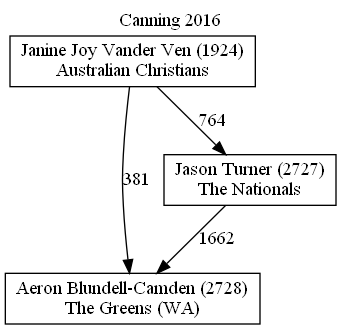 Canning 2016
Janine Joy Vander Ven (1924)
Australian Christians
764
381
Jason Turner (2727)
The Nationals
1662
Aeron Blundell-Camden (2728)
The Greens (WA)